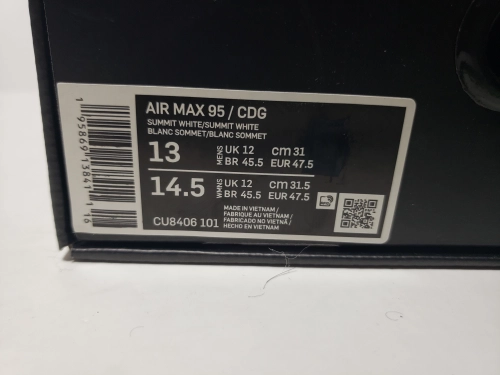 AIR MAX 95 / CDG
SUMMIT WHITE/SUMMIT WHITE
BLANC SOMMET/BLANC SOMMET
13 MENS UK 12 cm 31
BR 45.5 EUR 47.5
14.5 WMNS UK 12 cm 31.5
BR 45.5 EUR 47.5
CU8406 101
MADE IN VIETNAM /
FABRIQUE AU VIETNAM /
FABRICADO NO VIETNÃ /
HECHO EN VIETNAM